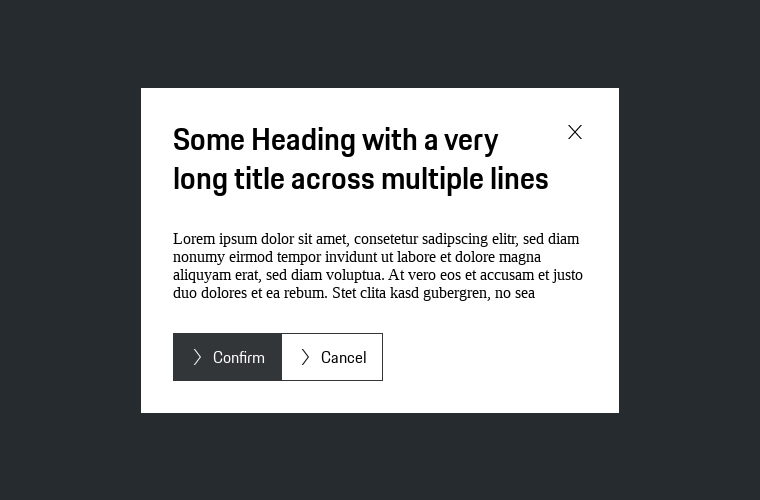 Some Heading with a very
long title across multiple lines
Lorem ipsum dolor sit amet, consetetur sadipscing elitr, sed diam
nonumy eirmod tempor invidunt ut labore et dolore magna
aliquyam erat, sed diam voluptua. At vero eos et accusam et justo
duo dolores et ea rebum. Stet clita kasd gubergren, no sea
Confirm
Cancel